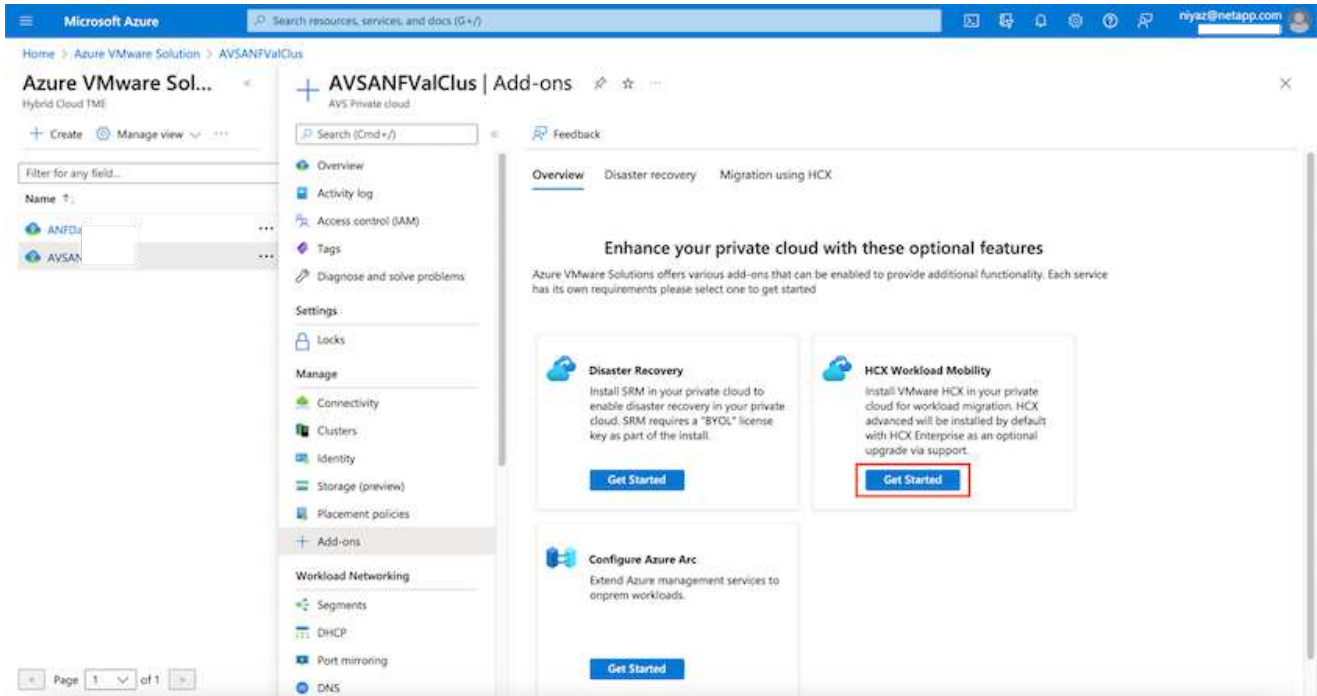 Microsoft Azure
Search resources, services, and docs (G+/)
niyaz@netapp.com
Home > Azure VMware Solution > AVSANFValClus
Azure VMware Sol...
Hybrid Cloud TME
+ Create
Manage view
Filter for any field...
Name ↑↓
ANFDa
AVSAN
Page 1 of 1
AVSANFValClus | Add-ons
AVS Private cloud
Search (Cmd+/)
Overview
Activity log
Access control (IAM)
Tags
Diagnose and solve problems
Settings
Locks
Manage
Connectivity
Clusters
Identity
Storage (preview)
Placement policies
Add-ons
Workload Networking
Segments
DHCP
Port mirroring
DNS
Feedback
Overview Disaster recovery Migration using HCX
Enhance your private cloud with these optional features
Azure VMware Solutions offers various add-ons that can be enabled to provide additional functionality. Each service
has its own requirements please select one to get started
Disaster Recovery
Install SRM in your private cloud to
enable disaster recovery in your private
cloud. SRM requires a "BYOL" license
key as part of the install.
Get Started
HCX Workload Mobility
Install VMware HCX in your private
cloud for workload migration. HCX
advanced will be installed by default
with HCX Enterprise as an optional
upgrade via support.
Get Started
Configure Azure Arc
Extend Azure management services to
onprem workloads.
Get Started